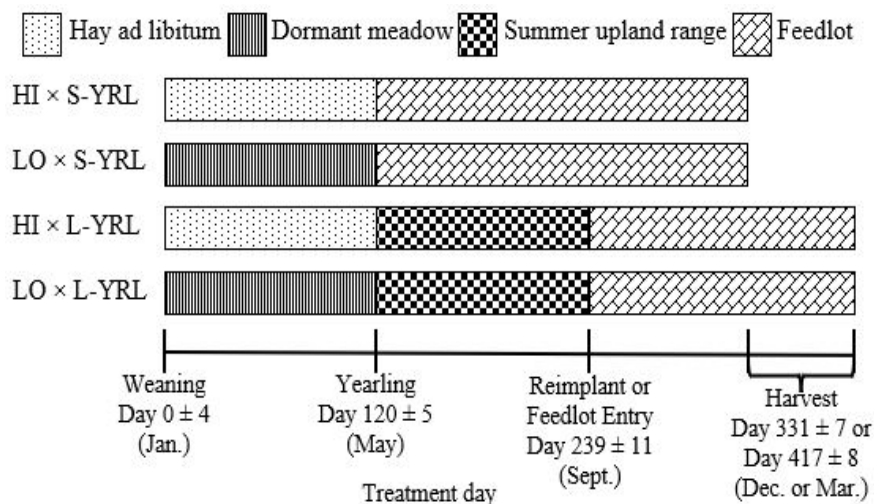 Hay ad libitum Dormant meadow Summer upland range Feedlot
HI × S-YRL
LO × S-YRL
HI × L-YRL
LO × L-YRL
Weaning
Day 0 ± 4
(Jan.)
Yearling
Day 120 ± 5
(May)
Reimplant or
Feedlot Entry
Day 239 ± 11
(Sept.)
Harvest
Day 331 ± 7 or
Day 417 ± 8
(Dec. or Mar.)
Treatment day